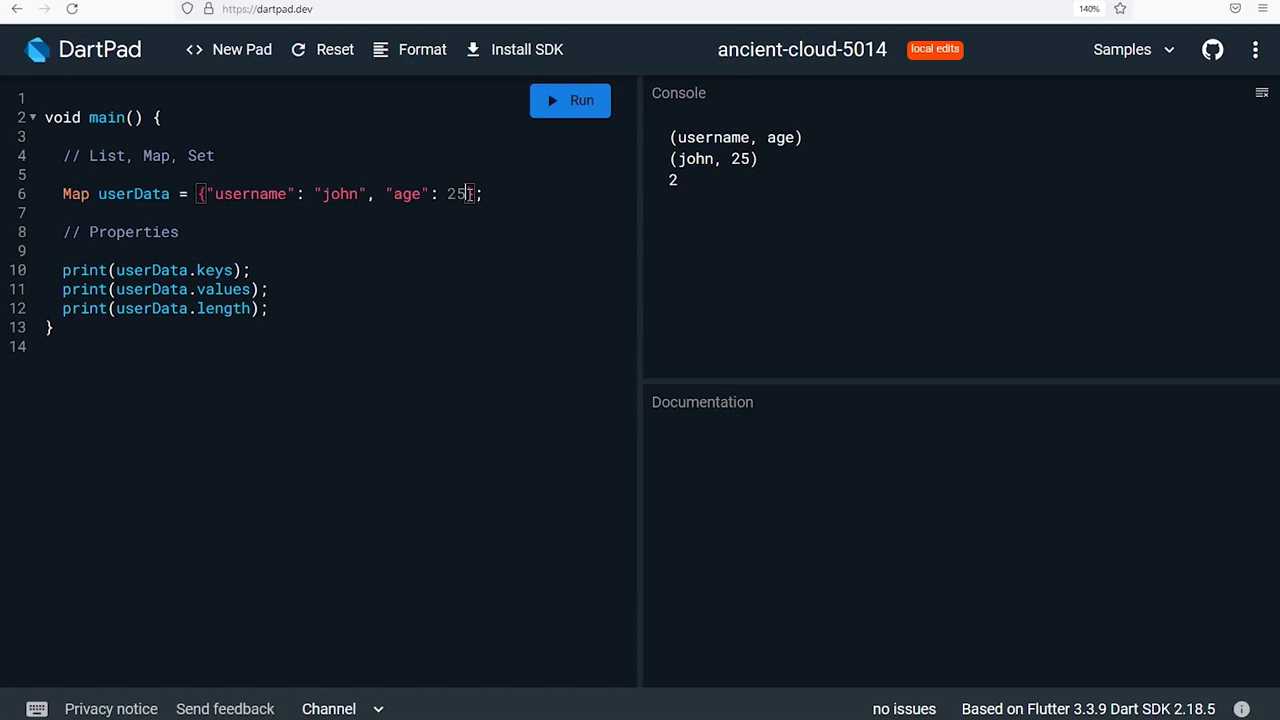 https://dartpad.dev 140%
DartPad <> New Pad Reset Format Install SDK ancient-cloud-5014 local edits Samples
1
2 void main() {
3
4 // List, Map, Set
5
6 Map userData = {"username": "john", "age": 25};
7
8 // Properties
9
10 print(userData.keys);
11 print(userData.values);
12 print(userData.length);
13 }
14
Run
Console
(username, age)
(john, 25)
2
Documentation
Privacy notice Send feedback Channel no issues Based on Flutter 3.3.9 Dart SDK 2.18.5